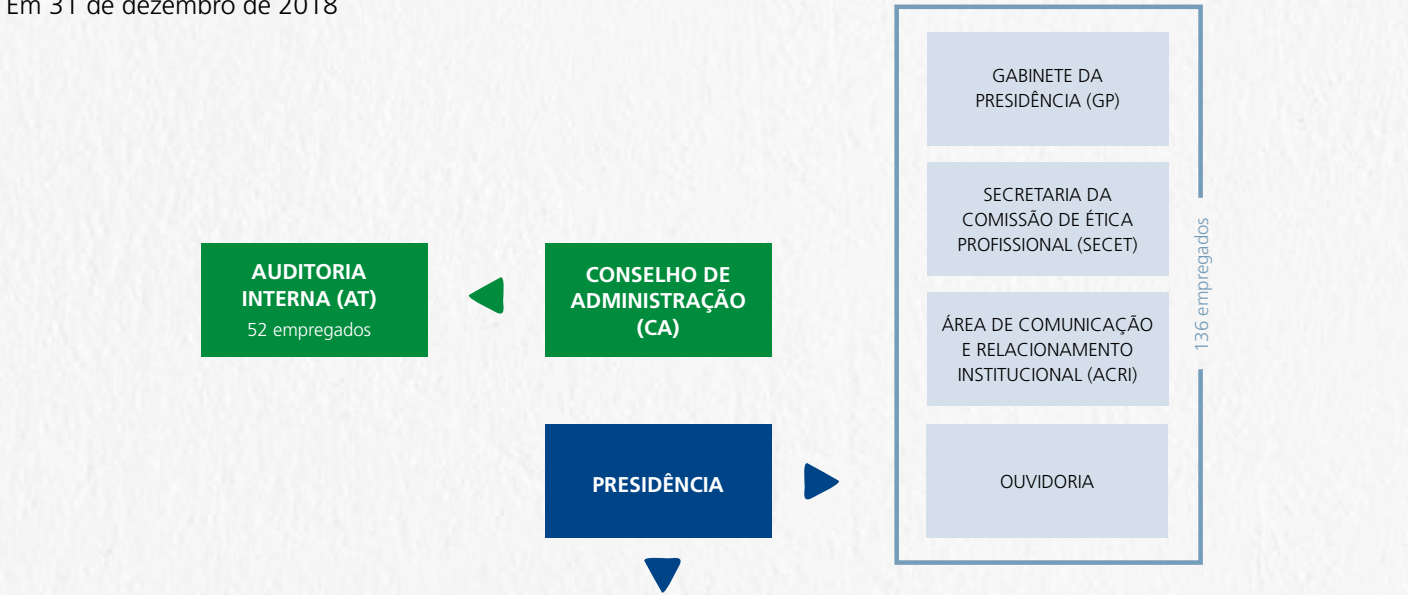 Em 31 de dezembro de 2018
GABINETE DA
PRESIDÊNCIA (GP)
SECRETARIA DA
COMISSÃO DE ÉTICA
PROFISSIONAL (SECET)
ÁREA DE COMUNICAÇÃO
E RELACIONAMENTO
INSTITUCIONAL (ACRI)
OUVIDORIA
136 empregados
AUDITORIA
INTERNA (AT)
52 empregados
CONSELHO DE
ADMINISTRAÇÃO
(CA)
PRESIDÊNCIA